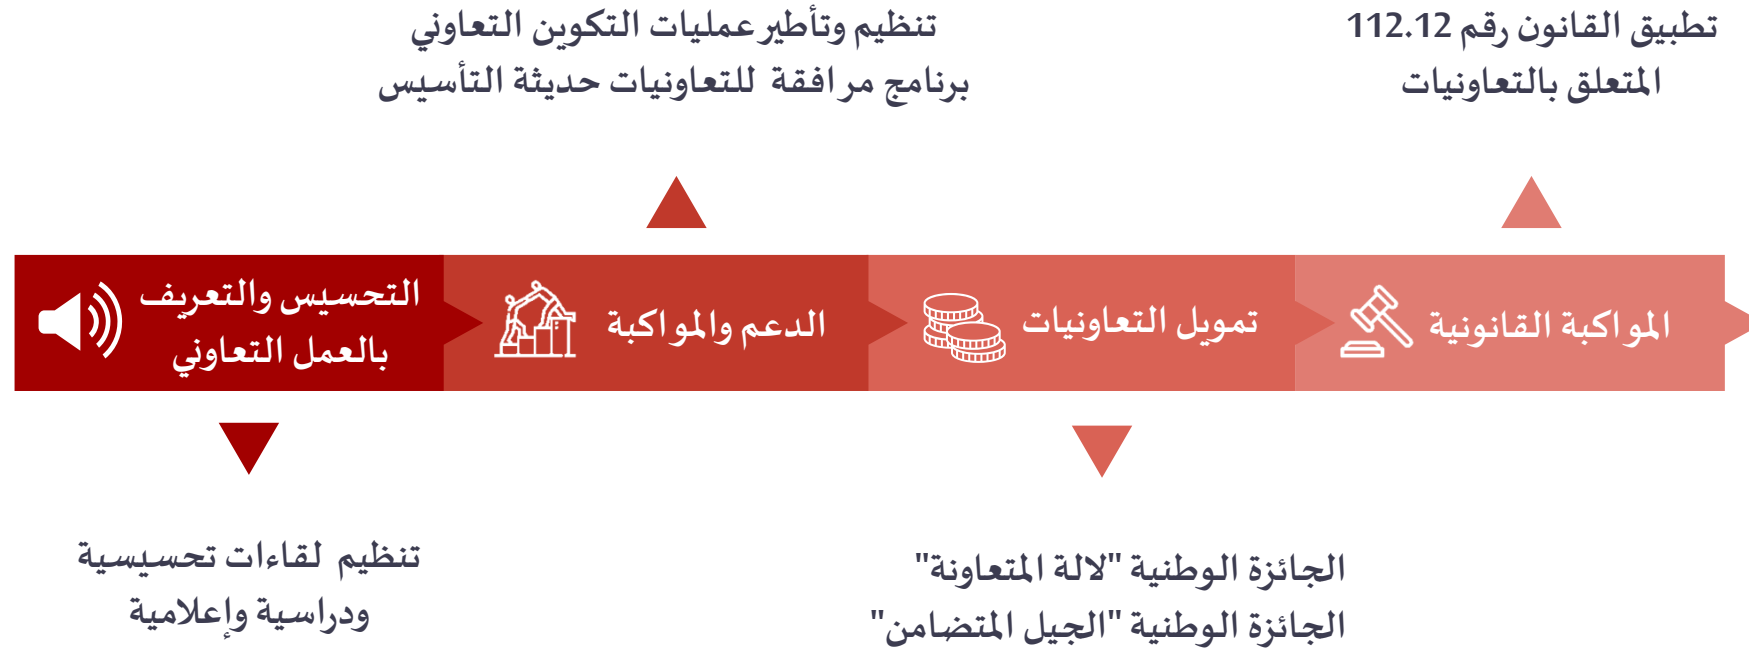 تطبيق القانون رقم 112.12
المتعلق بالتعاونيات
تنظيم وتأطير عمليات التكوين التعاوني
برنامج مرافقة للتعاونيات حديثة التأسيس
المواكبة القانونية
تمويل التعاونيات
الدعم والمواكبة
التحسيس والتعريف
بالعمل التعاوني
الجائزة الوطنية "لالة المتعاونة"
الجائزة الوطنية "الجيل المتضامن"
تنظيم لقاءات تحسيسية
ودراسية وإعلامية